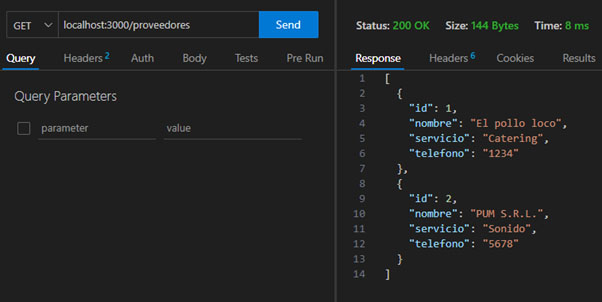 GET localhost:3000/proveedores Send
Query Headers 2 Auth Body Tests Pre Run
Query Parameters
parameter value
Status: 200 OK Size: 144 Bytes Time: 8 ms
Response Headers 6 Cookies Results
1 [
2 {
3 "id": 1,
4 "nombre": "El pollo loco",
5 "servicio": "Catering",
6 "telefono": "1234"
7 },
8 {
9 "id": 2,
10 "nombre": "PUM S.R.L.",
11 "servicio": "Sonido",
12 "telefono": "5678"
13 }
14 ]